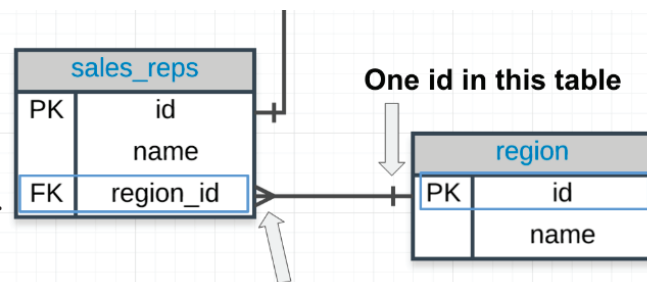 sales_reps
PK id
name
FK region_id
One id in this table
region
PK id
name